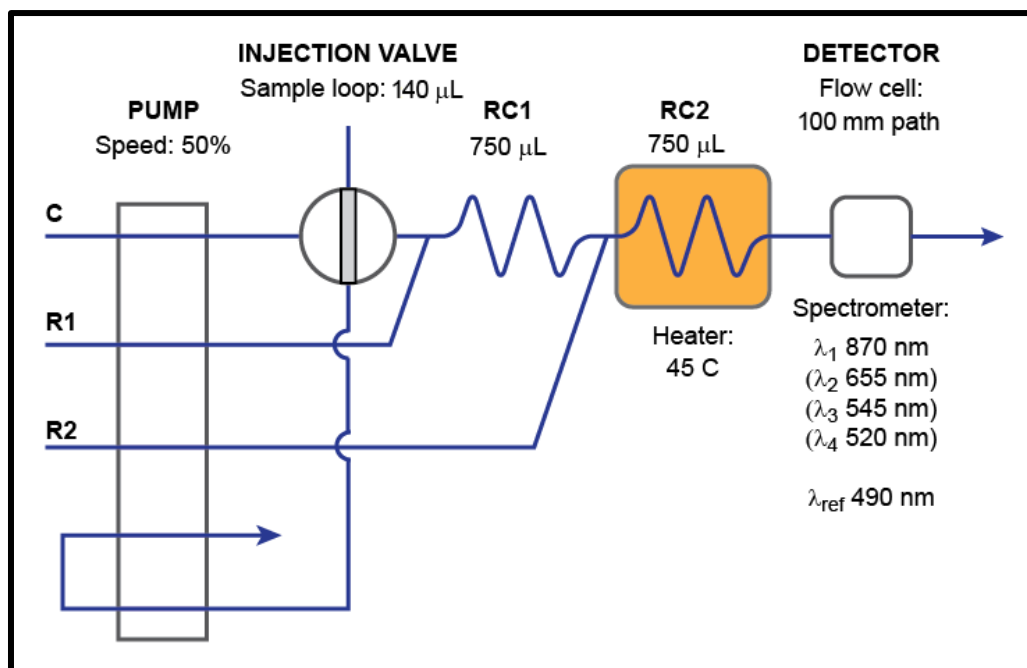 INJECTION VALVE
Sample loop: 140 μL
DETECTOR
Flow cell:
100 mm path
PUMP
Speed: 50%
RC1
750 μL
RC2
750 μL
C
R1
R2
Heater:
45 C
Spectrometer:
λ1 870 nm
(λ2 655 nm)
(λ3 545 nm)
(λ4 520 nm)
λref 490 nm